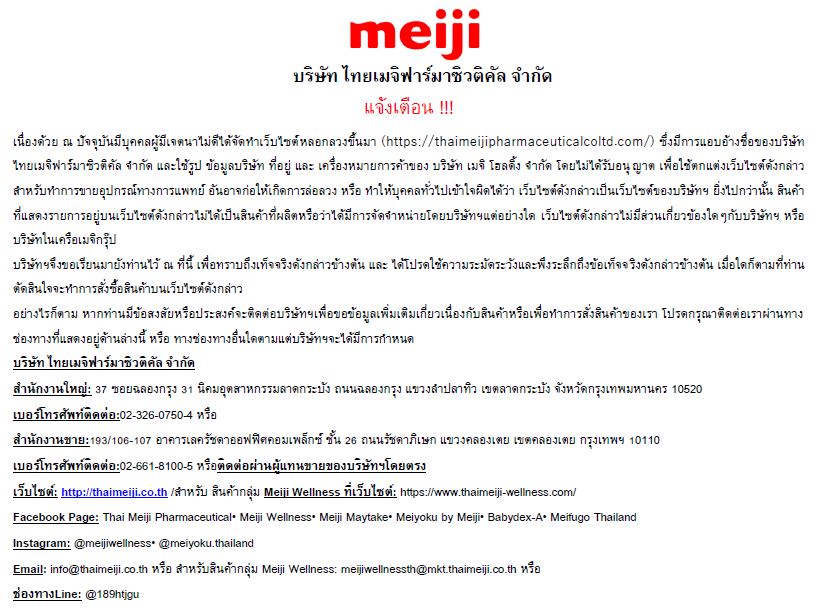 meiji
บริษัท ไทยเมจิฟาร์มาซิวติคัล จำกัด
แจ้งเตือน !!!
เนื่องด้วย ณ ปัจจุบันมีบุคคลผู้มีเจตนาไม่ดีได้จัดทำเว็บไซต์หลอกลวงขึ้นมา (https://thaimeijipharmaceuticalcoltd.com/) ซึ่งมีการแอบอ้างชื่อของบริษัท
ไทยเมจิฟาร์มาซิวติคัล จำกัด และใช้รูป ข้อมูลบริษัท ที่อยู่ และ เครื่องหมายการค้าของ บริษัท เมจิ โฮลดิ้ง จำกัด โดยไม่ได้รับอนุญาต เพื่อใช้ตกแต่งเว็บไซต์ดังกล่าว
สำหรับทำการขายอุปกรณ์ทางการแพทย์ อันอาจก่อให้เกิดการล่อลวง หรือ ทำให้บุคคลทั่วไปเข้าใจผิดได้ว่า เว็บไซต์ดังกล่าวเป็นเว็บไซต์ของบริษัทฯ ยิ่งไปกว่านั้น สินค้า
ที่แสดงรายการอยู่บนเว็บไซต์ดังกล่าวไม่ได้เป็นสินค้าที่ผลิตหรือว่าได้มีการจัดจำหน่ายโดยบริษัทฯแต่อย่างใด เว็บไซต์ดังกล่าวไม่มีส่วนเกี่ยวข้องใดๆกับบริษัทฯ หรือ
บริษัทในเครือเมจิกรุ๊ป
บริษัทฯจึงขอเรียนมายังท่านไว้ ณ ที่นี้ เพื่อทราบถึงเท็จจริงดังกล่าวข้างต้น และ ได้โปรดใช้ความระมัดระวังและพึงระลึกถึงข้อเท็จจริงดังกล่าวข้างต้น เมื่อใดก็ตามที่ท่าน
ตัดสินใจจะทำการสั่งซื้อสินค้าบนเว็บไซต์ดังกล่าว
อย่างไรก็ตาม หากท่านมีข้อสงสัยหรือประสงค์จะติดต่อบริษัทฯเพื่อขอข้อมูลเพิ่มเติมเกี่ยวเนื่องกับสินค้าหรือเพื่อทำการสั่งสินค้าของเรา โปรดกรุณาติดต่อเราผ่านทาง
ช่องทางที่แสดงอยู่ด้านล่างนี้ หรือ ทางช่องทางอื่นใดตามแต่บริษัทฯจะได้มีการกำหนด
บริษัท ไทยเมจิฟาร์มาซิวติคัล จำกัด
สำนักงานใหญ่: 37 ซอยฉลองกรุง 31 นิคมอุตสาหกรรมลาดกระบัง ถนนฉลองกรุง แขวงลำปลาทิว เขตลาดกระบัง จังหวัดกรุงเทพมหานคร 10520
เบอร์โทรศัพท์ติดต่อ:02-326-0750-4 หรือ
สำนักงานขาย:193/106-107 อาคารเลครัชดาออฟฟิศคอมเพล็กซ์ ชั้น 26 ถนนรัชดาภิเษก แขวงคลองเตย เขตคลองเตย กรุงเทพฯ 10110
เบอร์โทรศัพท์ติดต่อ:02-661-8100-5 หรือติดต่อผ่านผู้แทนขายของบริษัทฯโดยตรง
เว็บไซต์: http://thaimeiji.co.th /สำหรับ สินค้ากลุ่ม Meiji Wellness ที่เว็บไซต์: https://www.thaimeiji-wellness.com/
Facebook Page: Thai Meiji Pharmaceutical• Meiji Wellness• Meiji Maytake• Meiyoku by Meiji• Babydex-A• Meifugo Thailand
Instagram: @meijiwellness• @meiyoku.thailand
Email: info@thaimeiji.co.th หรือ สำหรับสินค้ากลุ่ม Meiji Wellness: meijiwellnessth@mkt.thaimeiji.co.th หรือ
ช่องทางLine: @189htjgu